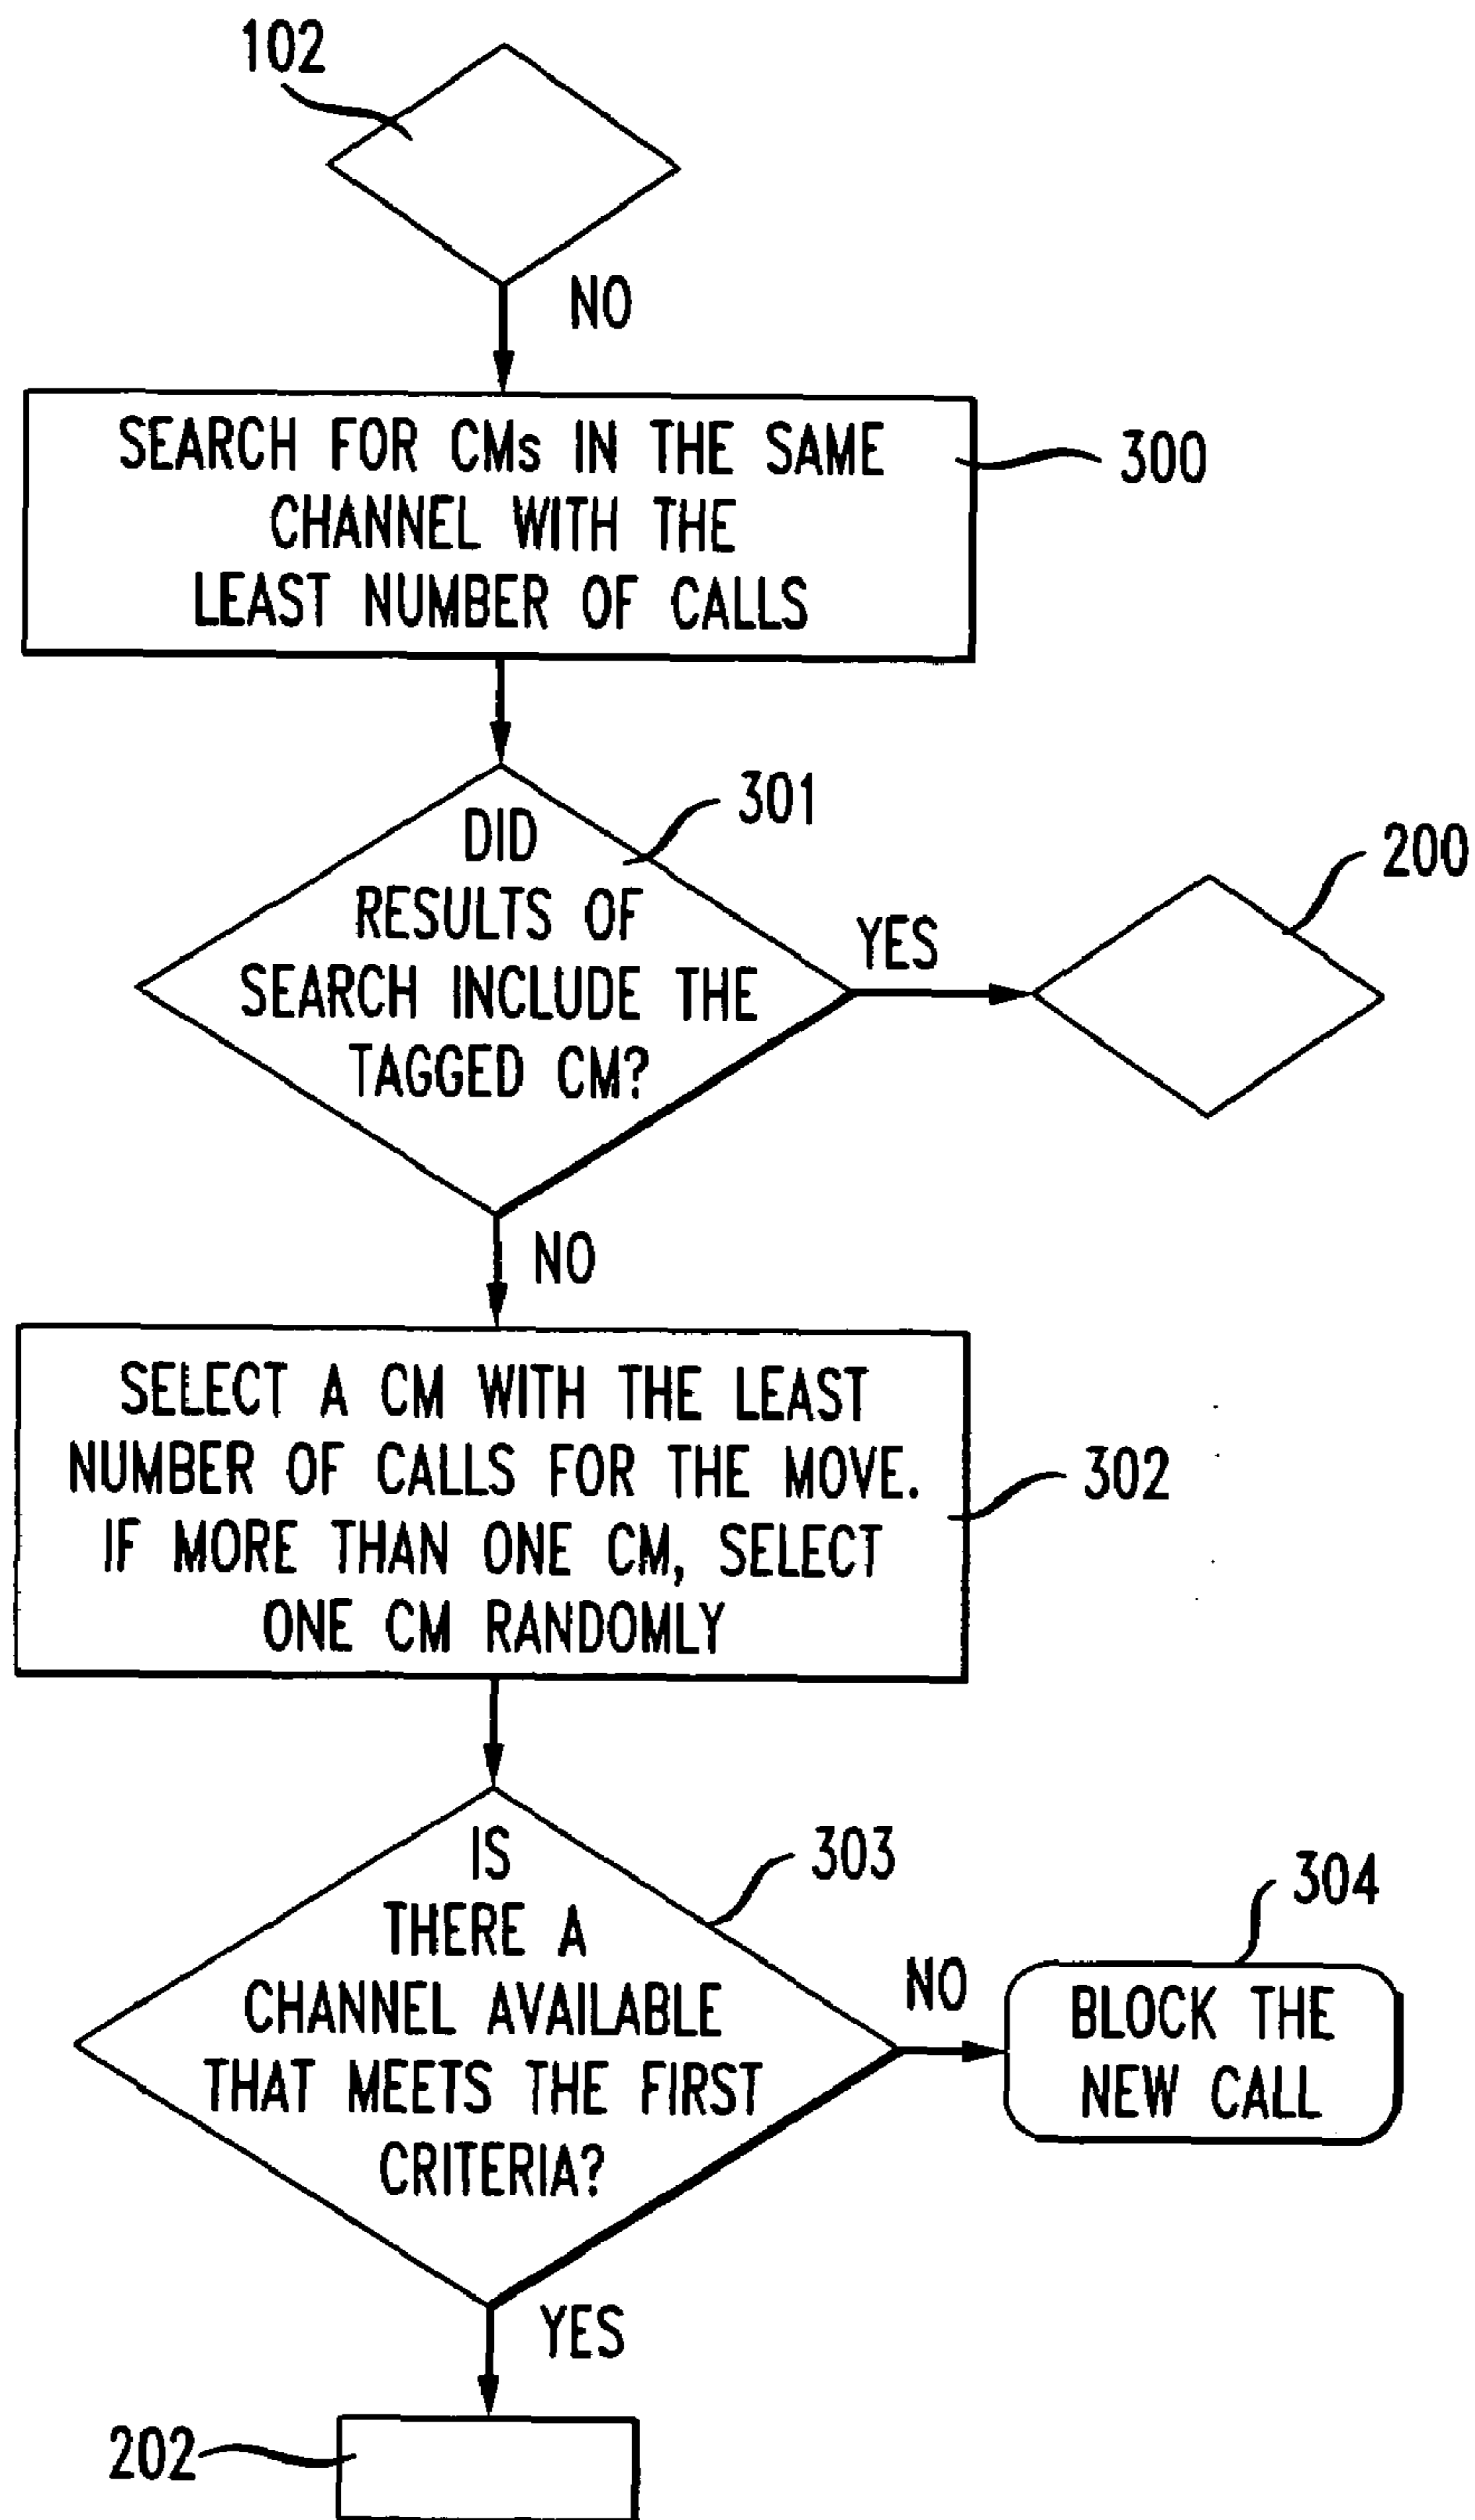 102
NO
SEARCH FOR CMs IN THE SAME
CHANNEL WITH THE
LEAST NUMBER OF CALLS
300
301
DID
RESULTS OF
SEARCH INCLUDE THE
TAGGED CM?
YES
200
NO
SELECT A CM WITH THE LEAST
NUMBER OF CALLS FOR THE MOVE.
IF MORE THAN ONE CM, SELECT
ONE CM RANDOMLY
302
303
IS
THERE A
CHANNEL AVAILABLE
THAT MEETS THE FIRST
CRITERIA?
NO
304
BLOCK THE
NEW CALL
YES
202